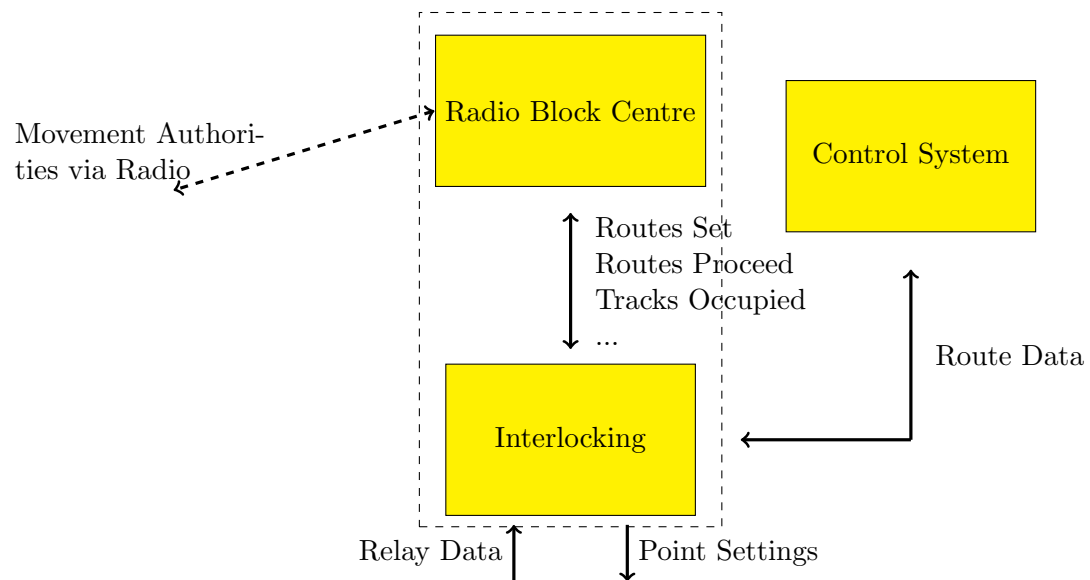 Radio Block Centre
Movement Authori-
ties via Radio
Control System
Routes Set
Routes Proceed
Tracks Occupied
...
Route Data
Interlocking
Relay Data
Point Settings